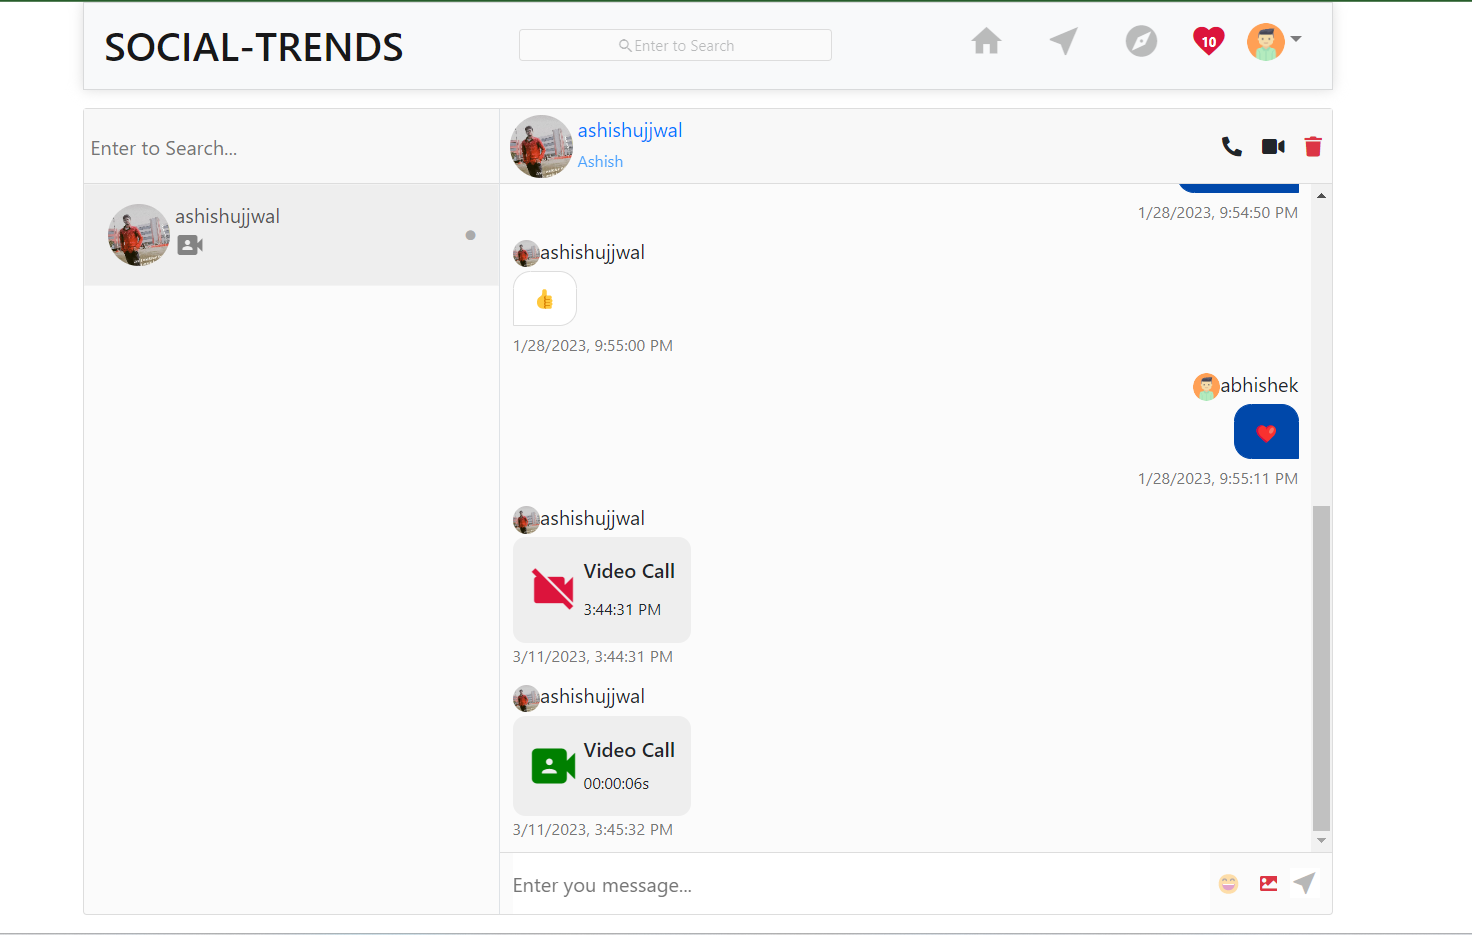 SOCIAL-TRENDS
Enter to Search
10
Enter to Search...
ashishujjwal
ashishujjwal
Ashish
1/28/2023, 9:54:50 PM
ashishujjwal
1/28/2023, 9:55:00 PM
abhishek
1/28/2023, 9:55:11 PM
ashishujjwal
Video Call
3:44:31 PM
3/11/2023, 3:44:31 PM
ashishujjwal
Video Call
00:00:06s
3/11/2023, 3:45:32 PM
Enter you message...